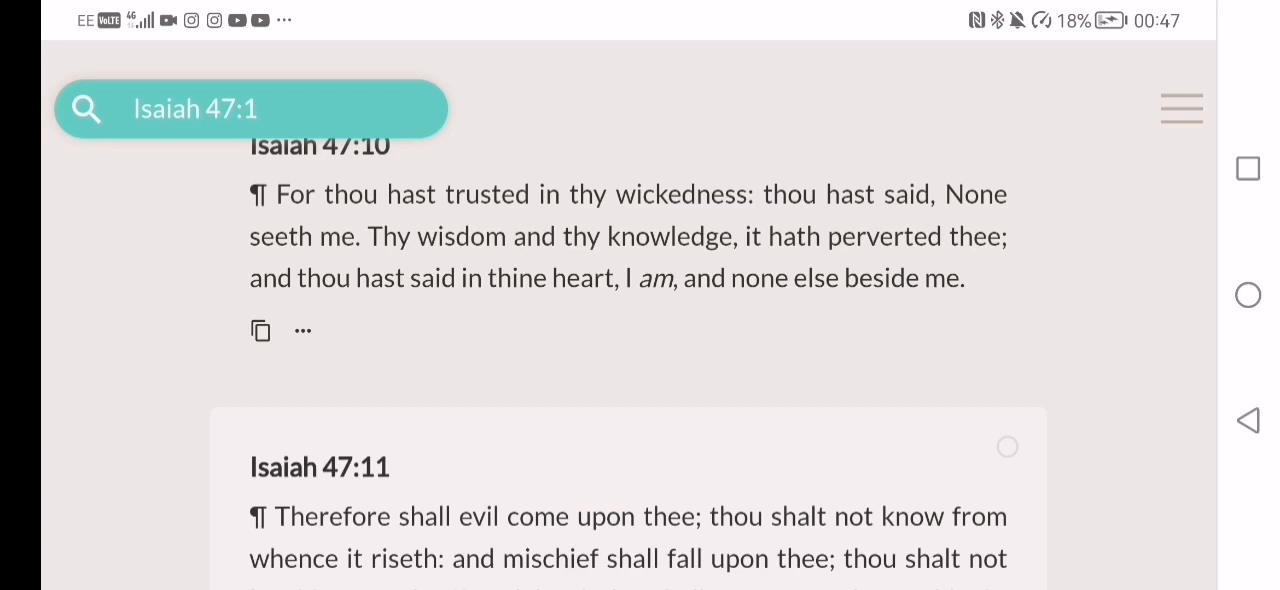 EE VoLTE 4G 18% 00:47
Isaiah 47:1
Isaiah 47:10
¶ For thou hast trusted in thy wickedness: thou hast said, None
seeth me. Thy wisdom and thy knowledge, it hath perverted thee;
and thou hast said in thine heart, I am, and none else beside me.
Isaiah 47:11
¶ Therefore shall evil come upon thee; thou shalt not know from
whence it riseth: and mischief shall fall upon thee; thou shalt not